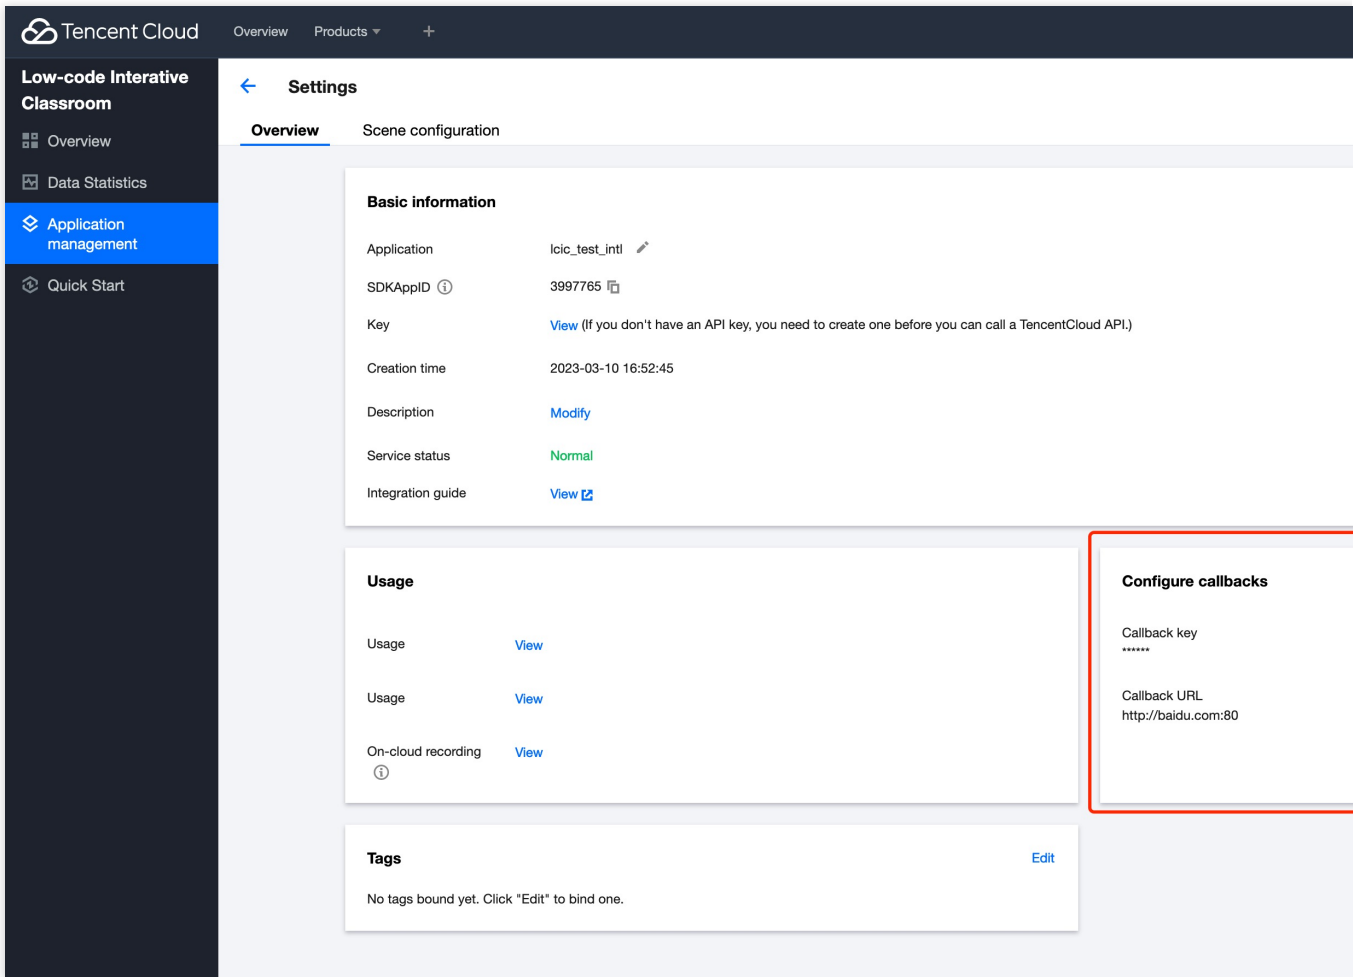 Tencent Cloud
Overview
Products
+
Low-code Interative
Classroom
Overview
Data Statistics
Application
management
Quick Start
Settings
Overview
Scene configuration
Basic information
Application
lcic_test_intl
SDKAppID
3997765
Key
View (If you don't have an API key, you need to create one before you can call a TencentCloud API.)
Creation time
2023-03-10 16:52:45
Description
Modify
Service status
Normal
Integration guide
View
Usage
Usage
View
Usage
View
On-cloud recording
View
Configure callbacks
Callback key
******
Callback URL
http://baidu.com:80
Tags
Edit
No tags bound yet. Click "Edit" to bind one.